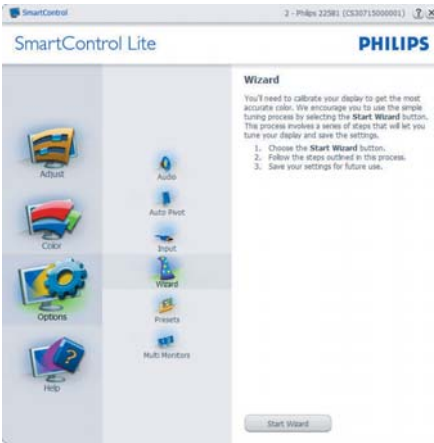 SmartControl
2 - Philips 225B1 (CS30715000001)
SmartControl Lite
PHILIPS
Adjust
Color
Options
Help
Audio
Auto Pivot
Input
Wizard
Presets
Multi Monitors
Wizard
You'll need to calibrate your display to get the most
accurate color. We encourage you to use the simple
tuning process by selecting the Start Wizard button.
This process involves a series of steps that will let you
tune your display and save the settings.
1. Choose the Start Wizard button.
2. Follow the steps outlined in this process.
3. Save your settings for future use.
Start Wizard